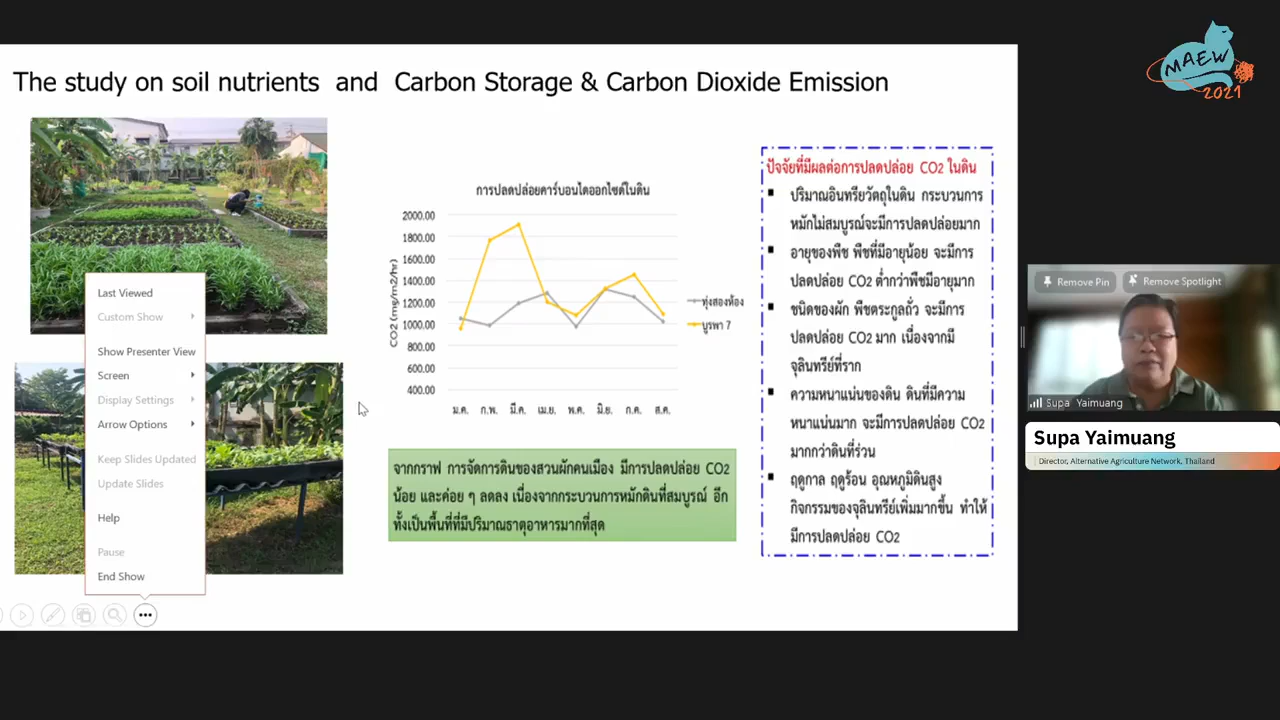 MAEW
2021
The study on soil nutrients and Carbon Storage & Carbon Dioxide Emission
การปลดปล่อยคาร์บอนไดออกไซด์ในดิน
2000.00
1800.00
1600.00
1400.00
1200.00
1000.00
800.00
600.00
400.00
CO2 (mg/m2/hr)
ม.ค. ก.พ. มี.ค. เม.ย. พ.ค. มิ.ย. ก.ค. ส.ค.
ทุ่งสองห้อง
บูรพา 7
จากกราฟ การจัดการดินของสวนผักคนเมือง มีการปลดปล่อย CO2
น้อย และค่อย ๆ ลดลง เนื่องจากกระบวนการหมักดินที่สมบูรณ์ อีก
ทั้งเป็นพื้นที่ที่มีปริมาณธาตุอาหารมากที่สุด
ปัจจัยที่มีผลต่อการปลดปล่อย CO2 ในดิน
ปริมาณอินทรียวัตถุในดิน กระบวนการ
หมักไม่สมบูรณ์จะมีการปลดปล่อยมาก
อายุของพืช พืชที่มีอายุน้อย จะมีการ
ปลดปล่อย CO2 ต่ำกว่าพืชมีอายุมาก
ชนิดของผัก พืชตระกูลถั่ว จะมีการ
ปลดปล่อย CO2 มาก เนื่องจากมี
จุลินทรีย์ที่ราก
ความหนาแน่นของดิน ดินที่มีความ
หนาแน่นมาก จะมีการปลดปล่อย CO2
มากกว่าดินที่ร่วน
ฤดูกาล ฤดูร้อน อุณหภูมิดินสูง
กิจกรรมของจุลินทรีย์เพิ่มมากขึ้น ทำให้
มีการปลดปล่อย CO2
Last Viewed
Custom Show
Show Presenter View
Screen
Display Settings
Arrow Options
Keep Slides Updated
Update Slides
Help
Pause
End Show
Remove Pin
Remove Spotlight
Supa Yaimuang
Supa Yaimuang
Director, Alternative Agriculture Network, Thailand